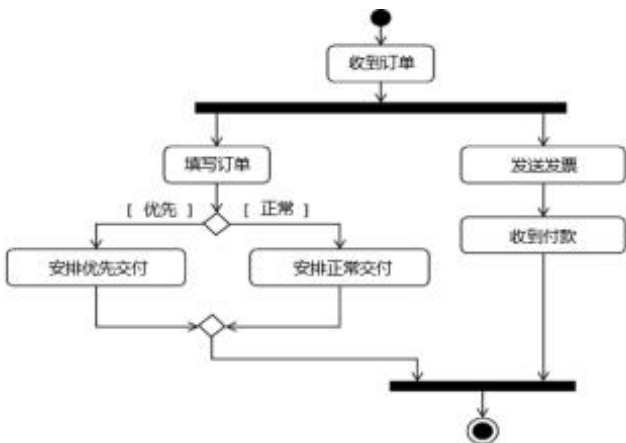 收到订单
填写订单
发送发票
[ 优先 ]
[ 正常 ]
收到付款
安排优先交付
安排正常交付